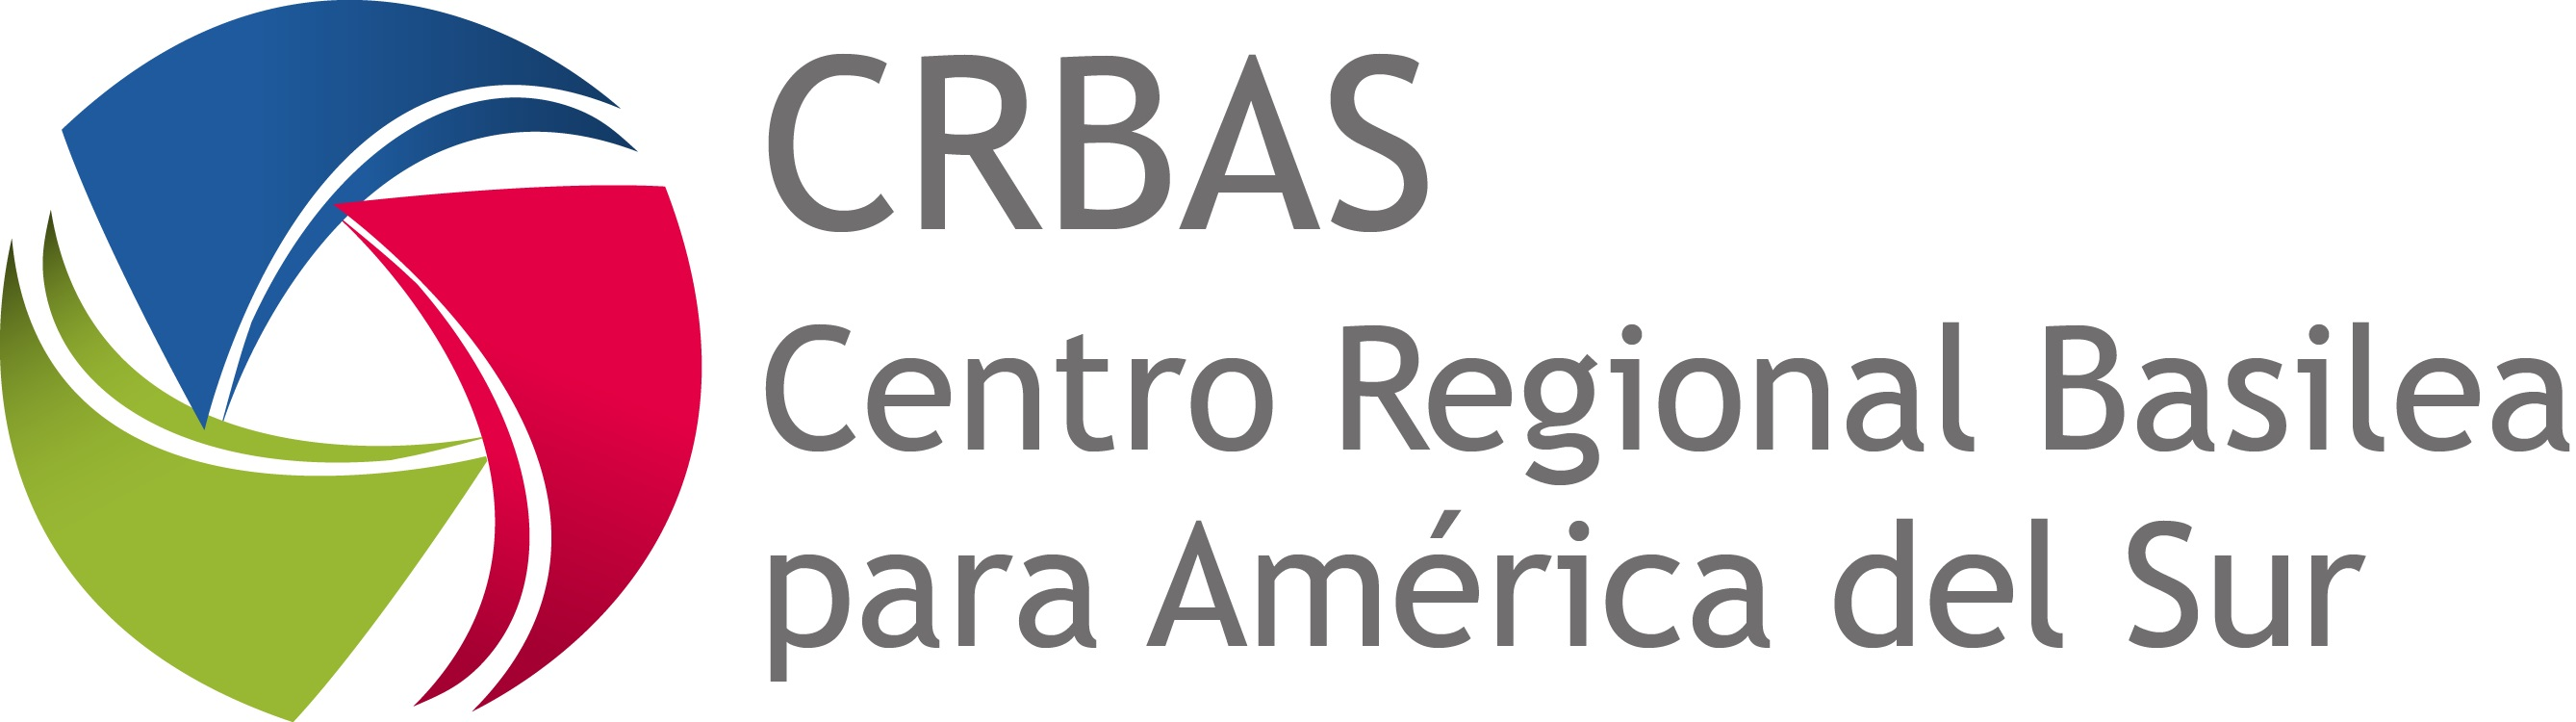 CRBAS
Centro Regional Basilea
para América del Sur